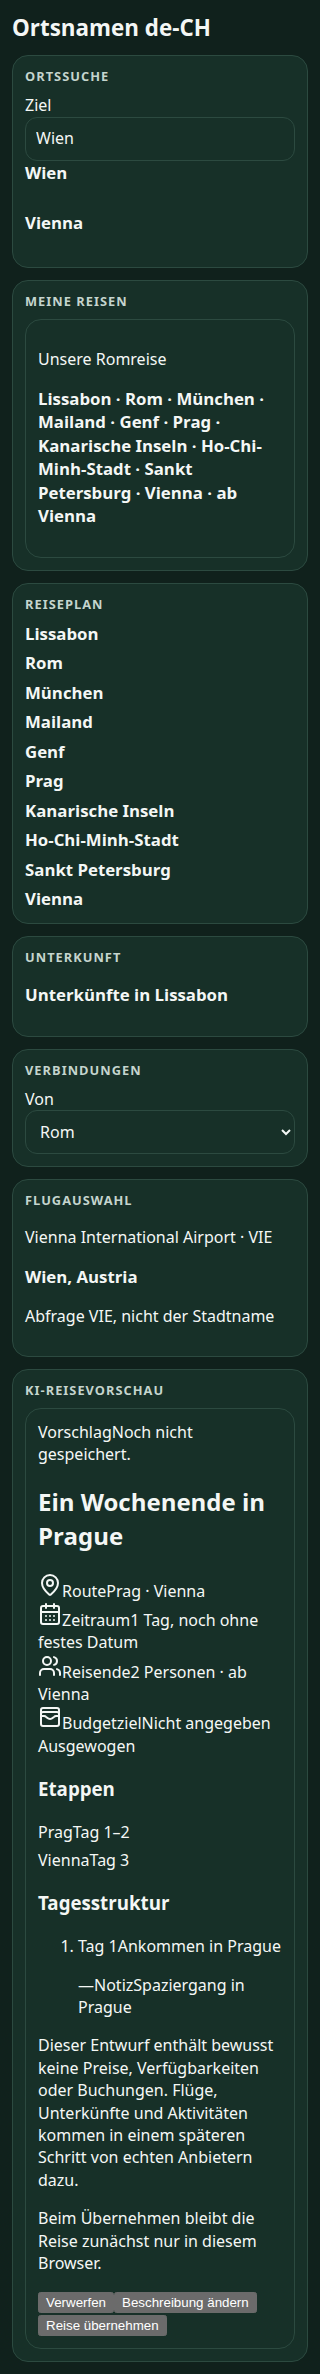 Ortsnamen de-CH
ORTSSUCHE
Ziel
Wien
Wien
Vienna
MEINE REISEN
Unsere Romreise
Lissabon · Rom · München ·
Mailand · Genf · Prag ·
Kanarische Inseln · Ho-Chi-
Minh-Stadt · Sankt
Petersburg · Vienna · ab
Vienna
REISEPLAN
Lissabon
Rom
München
Mailand
Genf
Prag
Kanarische Inseln
Ho-Chi-Minh-Stadt
Sankt Petersburg
Vienna
UNTERKUNFT
Unterkünfte in Lissabon
VERBINDUNGEN
Von
Rom
FLUGAUSWAHL
Vienna International Airport · VIE
Wien, Austria
Abfrage VIE, nicht der Stadtname
KI-REISEVORSCHAU
VorschlagNoch nicht
gespeichert.
Ein Wochenende in
Prague
RoutePrag · Vienna
Zeitraum1 Tag, noch ohne
festes Datum
Reisende2 Personen · ab
Vienna
BudgetzielNicht angegeben
Ausgewogen
Etappen
PragTag 1–2
ViennaTag 3
Tagesstruktur
1. Tag 1Ankommen in Prague
—NotizSpaziergang in
Prague
Dieser Entwurf enthält bewusst
keine Preise, Verfügbarkeiten
oder Buchungen. Flüge,
Unterkünfte und Aktivitäten
kommen in einem späteren
Schritt von echten Anbietern
dazu.
Beim Übernehmen bleibt die
Reise zunächst nur in diesem
Browser.
Verwerfen Beschreibung ändern
Reise übernehmen